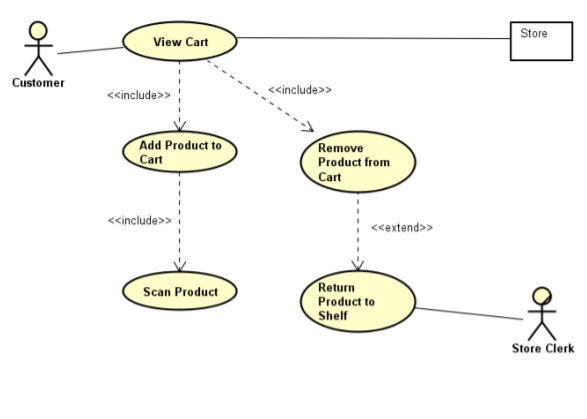 View Cart
Store
Customer
<<include>>
<<include>>
Add Product to
Cart
Remove
Product from
Cart
<<include>>
<<extend>>
Scan Product
Return
Product to
Shelf
Store Clerk